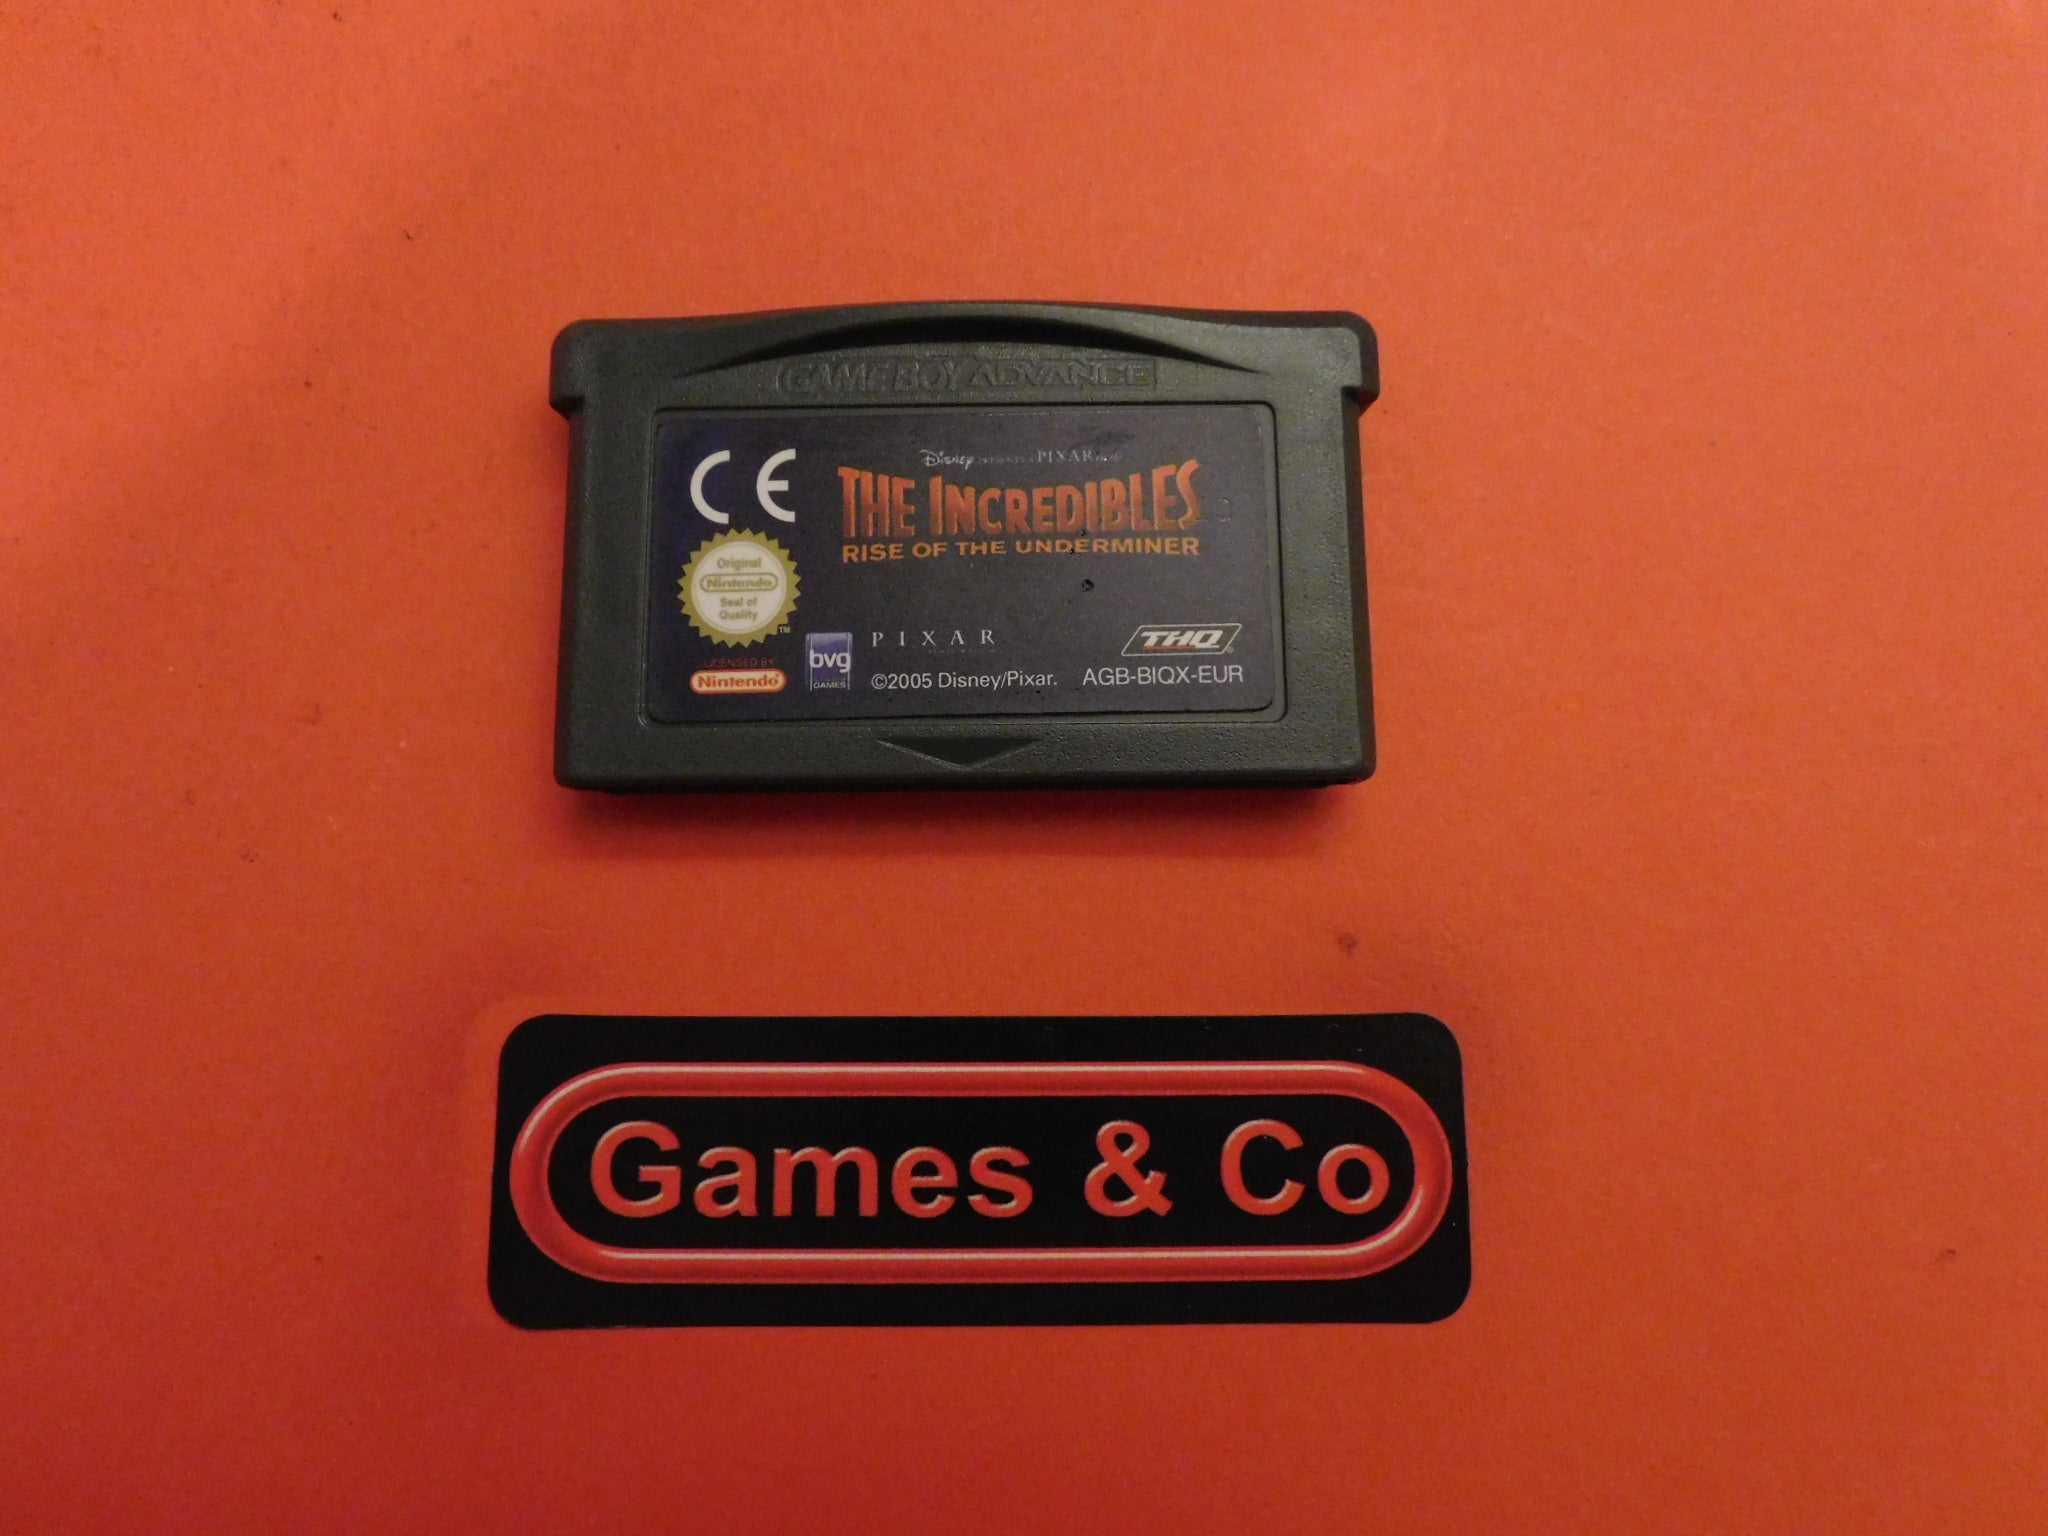 GAME BOY ADVANCE
CE
Disney PIXAR
THE INCREDIBLES
RISE OF THE UNDERMINER
Original
Nintendo
Seal of
Quality
TM
LICENSED BY
Nintendo
bvg
GAMES
PIXAR
©2005 Disney/Pixar.
THQ
AGB-BIQX-EUR
Games & Co